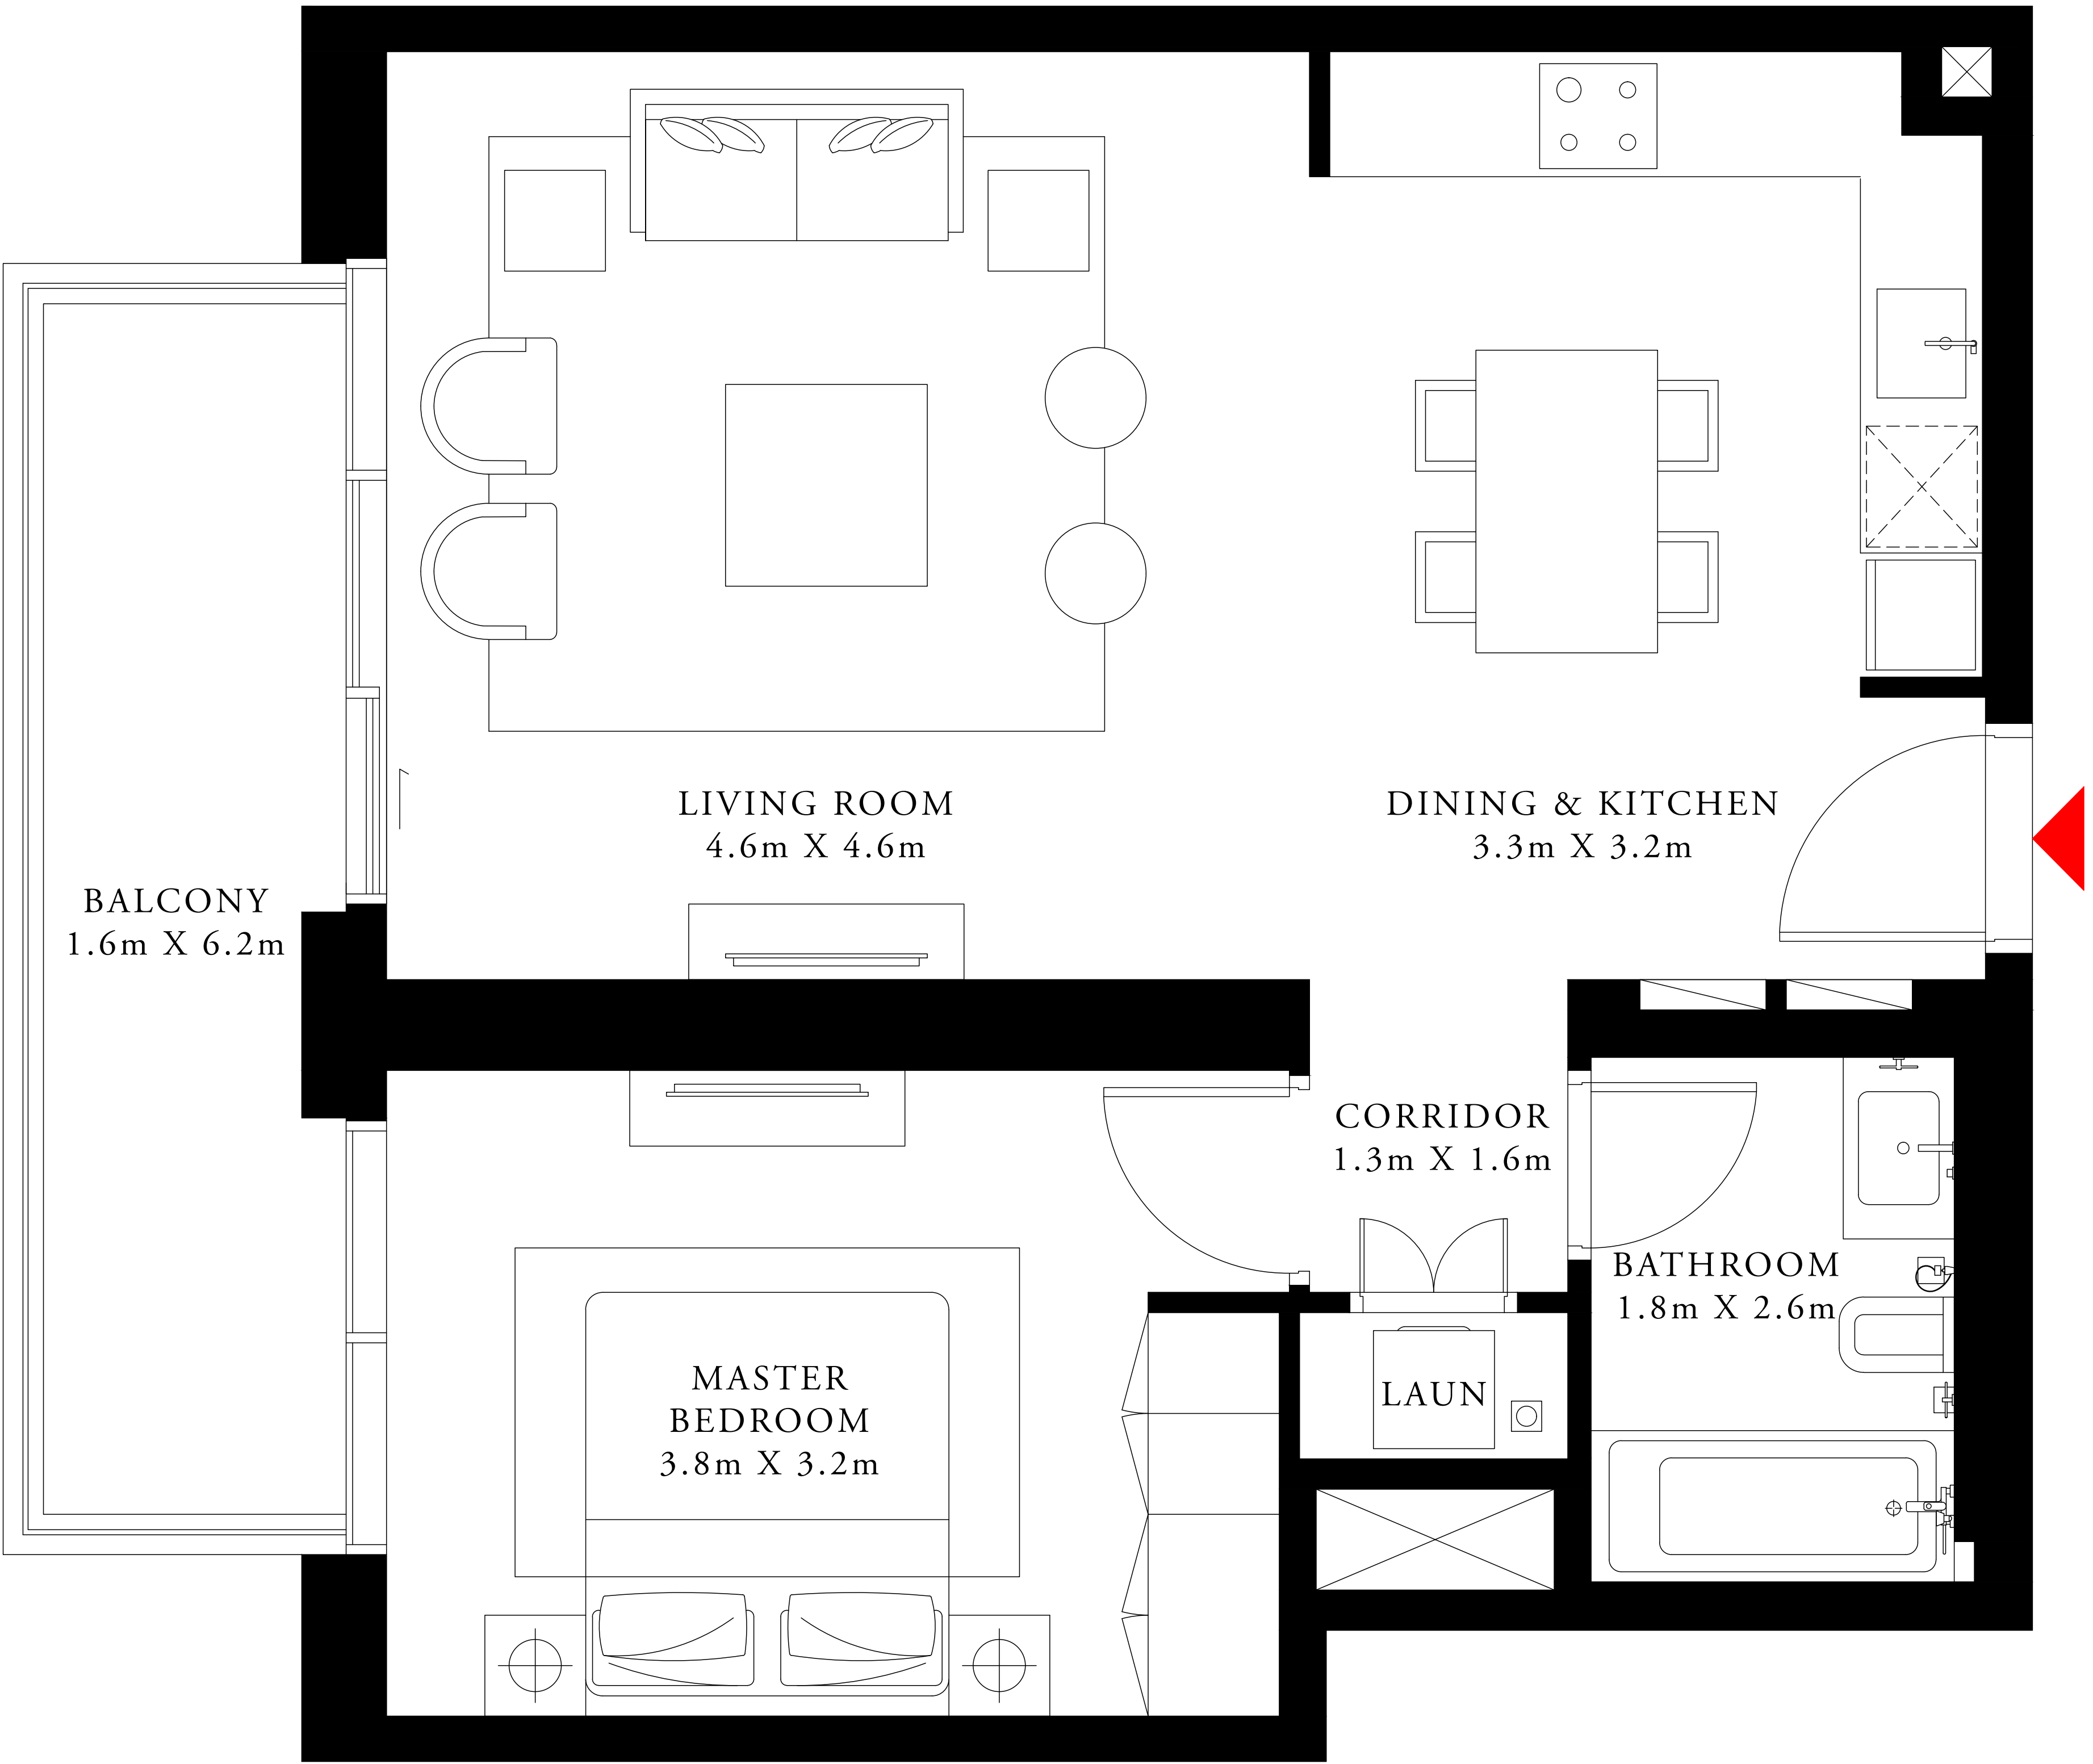 LIVING ROOM
4.6m X 4.6m
DINING & KITCHEN
3.3m X 3.2m
BALCONY
1.6m X 6.2m
CORRIDOR
1.3m X 1.6m
BATHROOM
1.8m X 2.6m
MASTER
BEDROOM
3.8m X 3.2m
LAUN